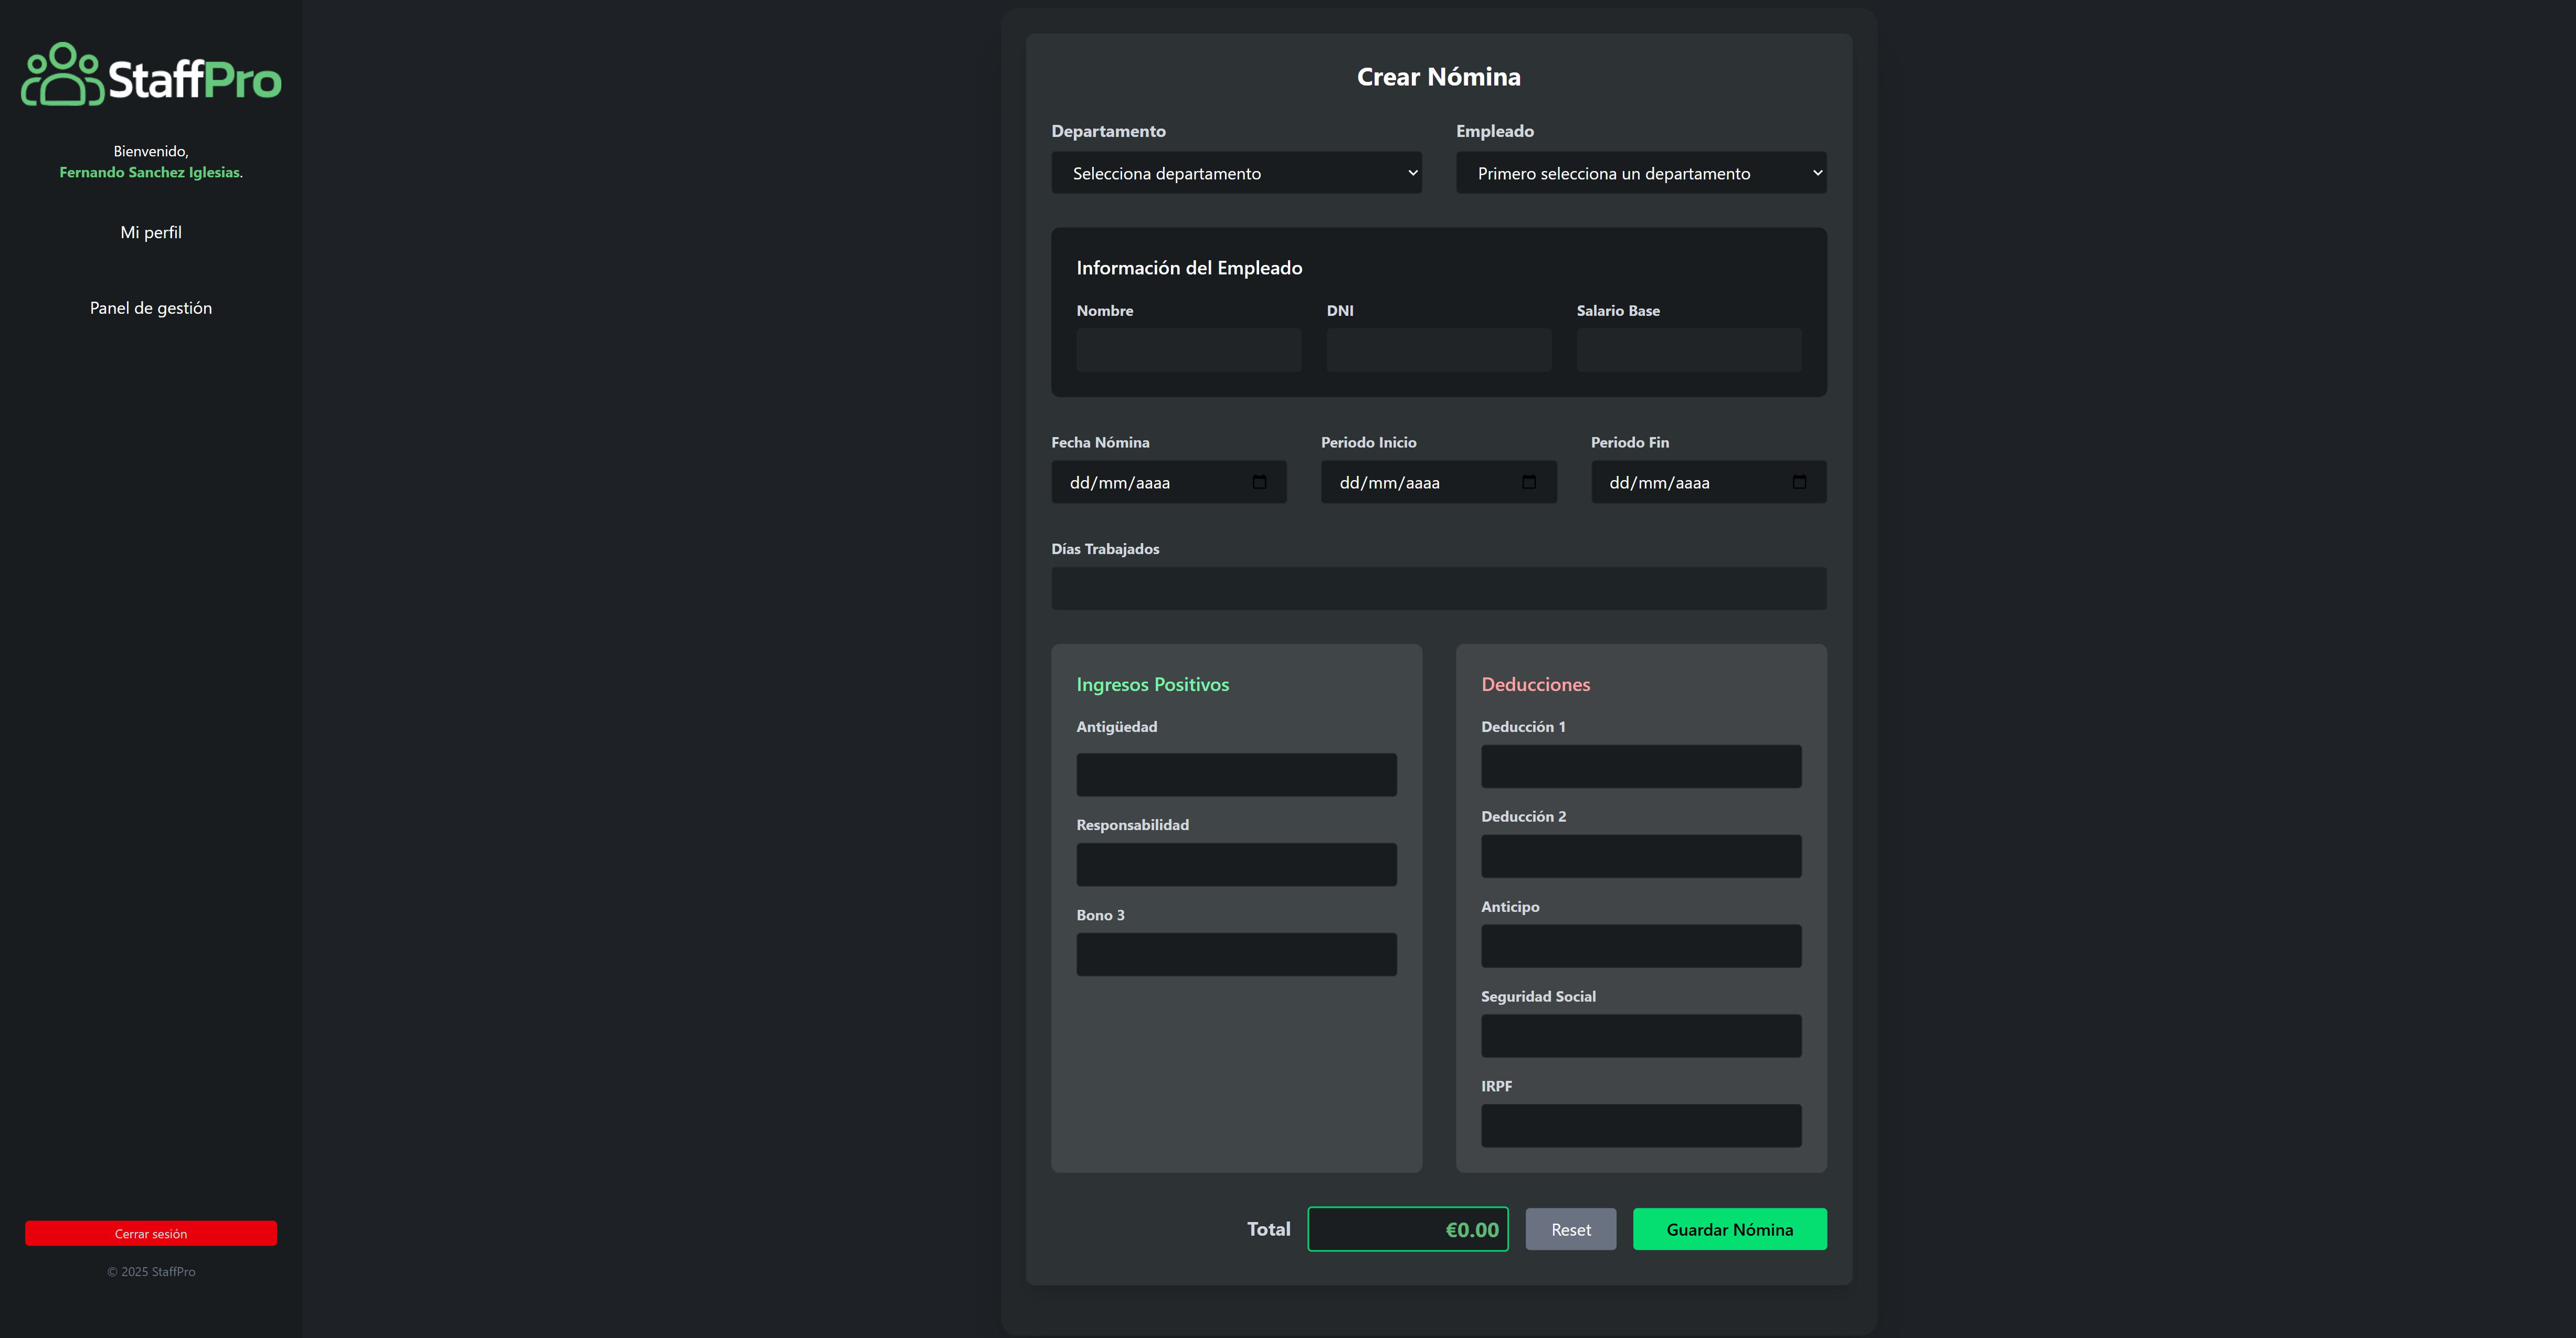 StaffPro
Bienvenido,
Fernando Sanchez Iglesias.
Mi perfil
Panel de gestión
Cerrar sesión
© 2025 StaffPro
Crear Nómina
Departamento
Selecciona departamento
Empleado
Primero selecciona un departamento
Información del Empleado
Nombre
DNI
Salario Base
Fecha Nómina
dd/mm/aaaa
Periodo Inicio
dd/mm/aaaa
Periodo Fin
dd/mm/aaaa
Días Trabajados
Ingresos Positivos
Antigüedad
Responsabilidad
Bono 3
Deducciones
Deducción 1
Deducción 2
Anticipo
Seguridad Social
IRPF
Total
€0.00
Reset
Guardar Nómina